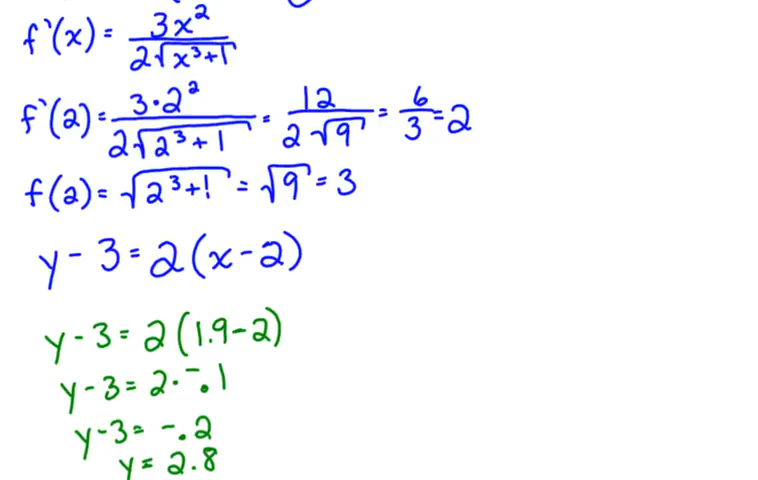 f'(x) = 3x² / 2√(x³+1)
f'(2) = 3·2² / 2√(2³+1) = 12 / 2√9 = 6/3 = 2
f(2) = √(2³+1) = √9 = 3
y - 3 = 2(x - 2)
y - 3 = 2(1.9 - 2)
y - 3 = 2 · -.1
y - 3 = -.2
y = 2.8